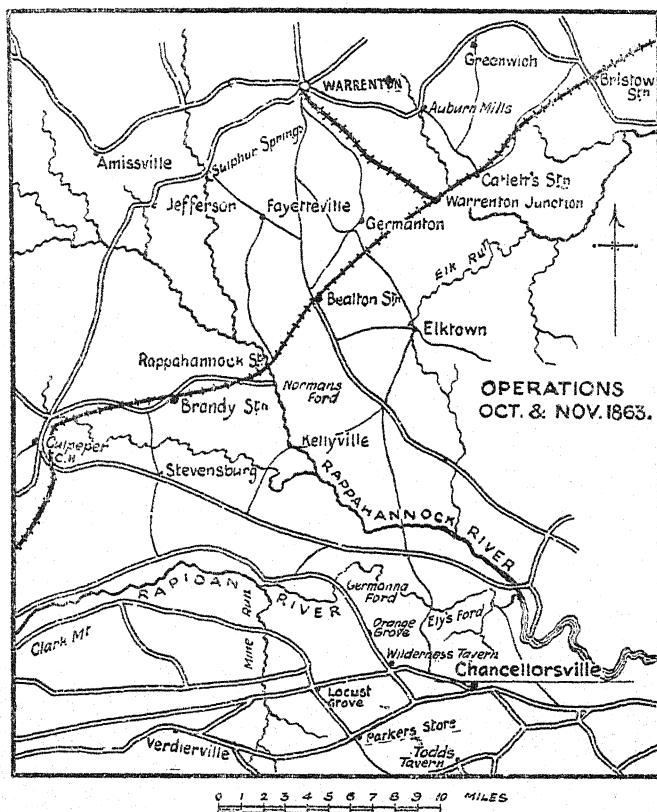 Greenwich
WARRENTON
Bristow
Stn
Auburn Mills
Amissville
Sulphur Springs
Catlett's Stn
Warrenton Junction
Jefferson
Fayetteville
Germanton
Elk Run
Bealton Stn
Elktown
Rappahannock St.
Normans
Ford
OPERATIONS
OCT. & NOV. 1863.
Brandy Stn
Culpeper
C.H
Kellyville
Stevensburg
RAPPAHANNOCK RIVER
RAPIDAN RIVER
Germanna
Ford
Ely's Ford
Orange
Grove
Mine Run
Clark Mt
Wilderness Tavern
Chancellorsville
Locust
Grove
Parkers Store
Verdierville
Todds
Tavern
0 1 2 3 4 5 6 7 8 9 10 MILES